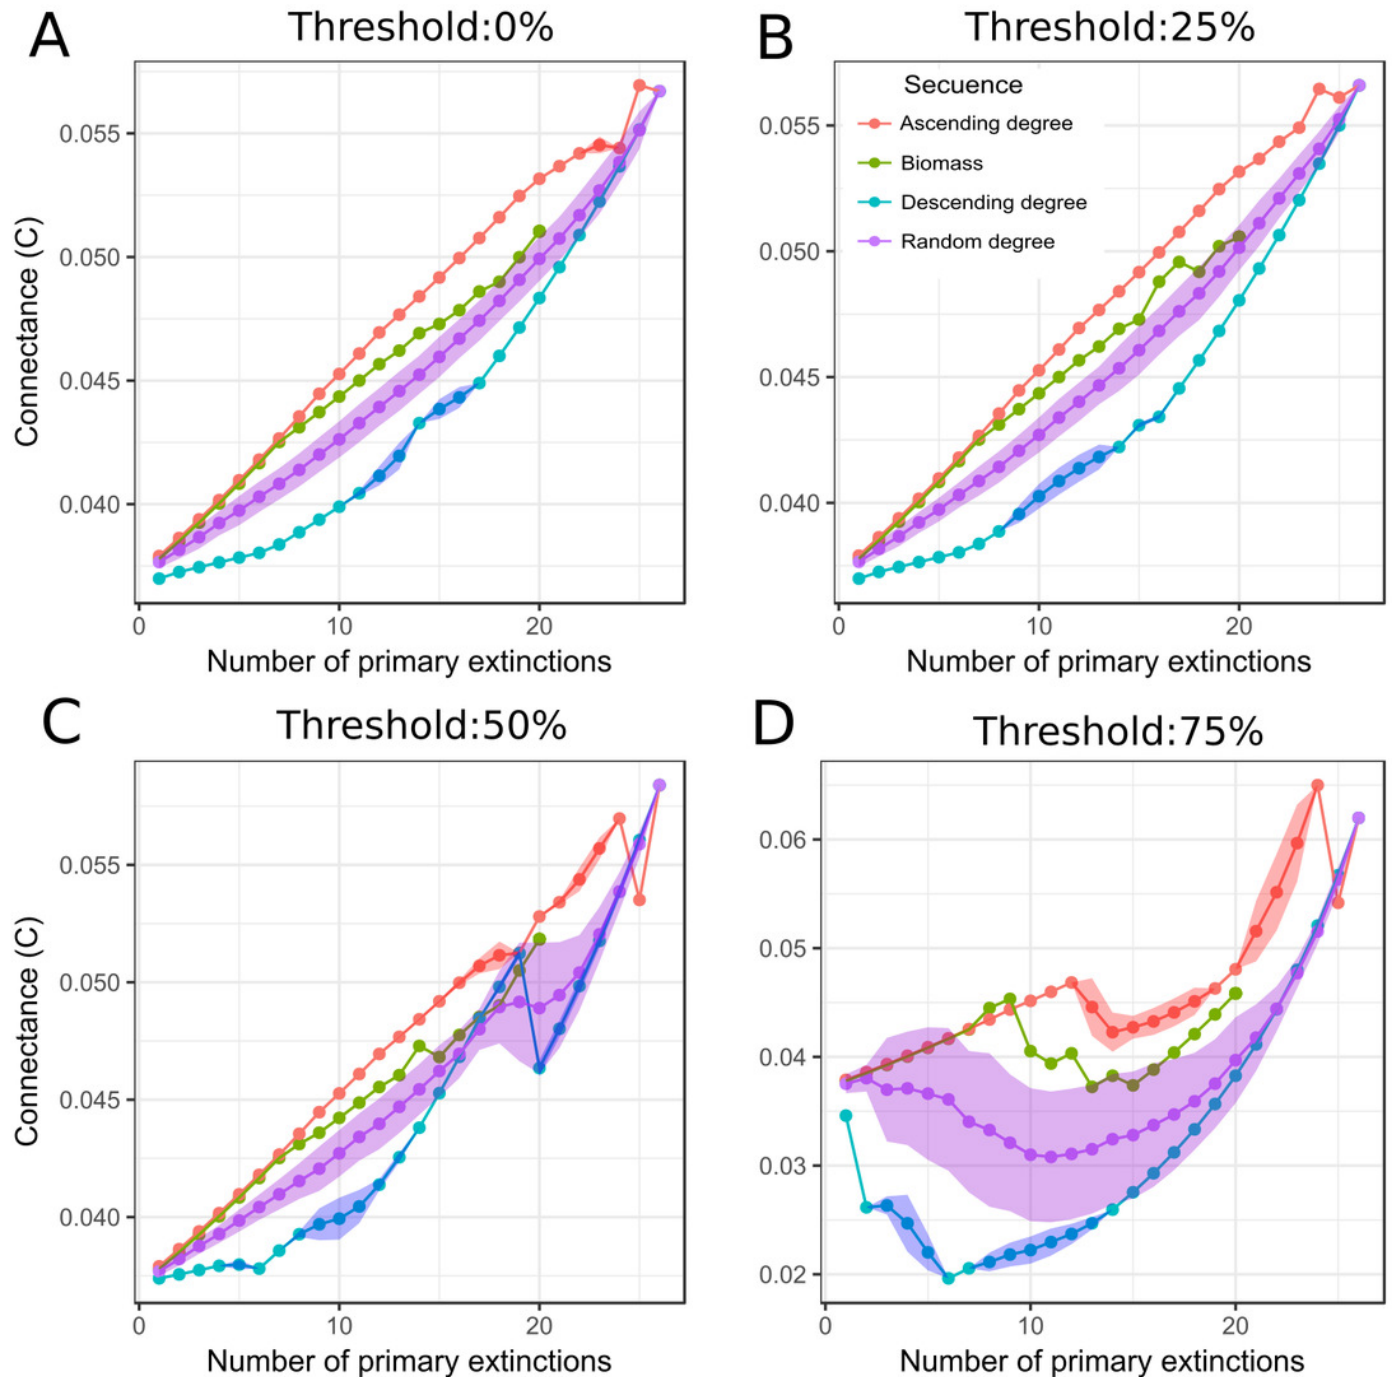 A
Threshold:0%
0.055
0.050
0.045
0.040
Connectance (C)
0
10
20
Number of primary extinctions
B
Threshold:25%
Secuence
Ascending degree
Biomass
Descending degree
Random degree
0.055
0.050
0.045
0.040
0
10
20
Number of primary extinctions
C
Threshold:50%
0.055
0.050
0.045
0.040
Connectance (C)
0
10
20
Number of primary extinctions
D
Threshold:75%
0.06
0.05
0.04
0.03
0.02
0
10
20
Number of primary extinctions